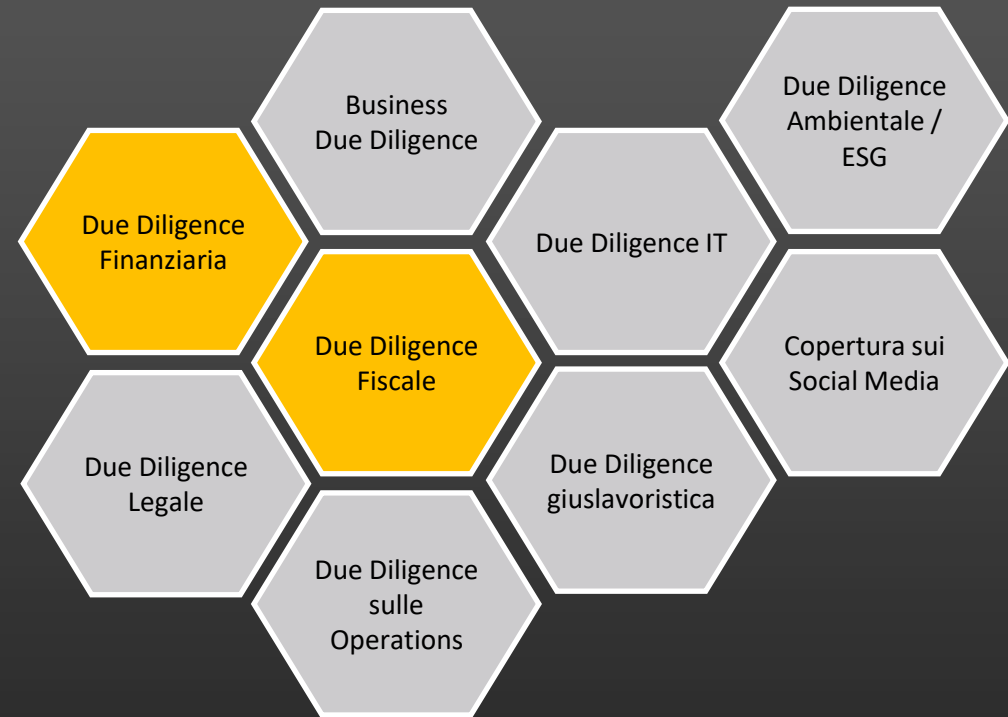 Business
Due Diligence
Due Diligence
Ambientale /
ESG
Due Diligence
Finanziaria
Due Diligence IT
Due Diligence
Fiscale
Copertura sui
Social Media
Due Diligence
Legale
Due Diligence
giuslavoristica
Due Diligence
sulle
Operations